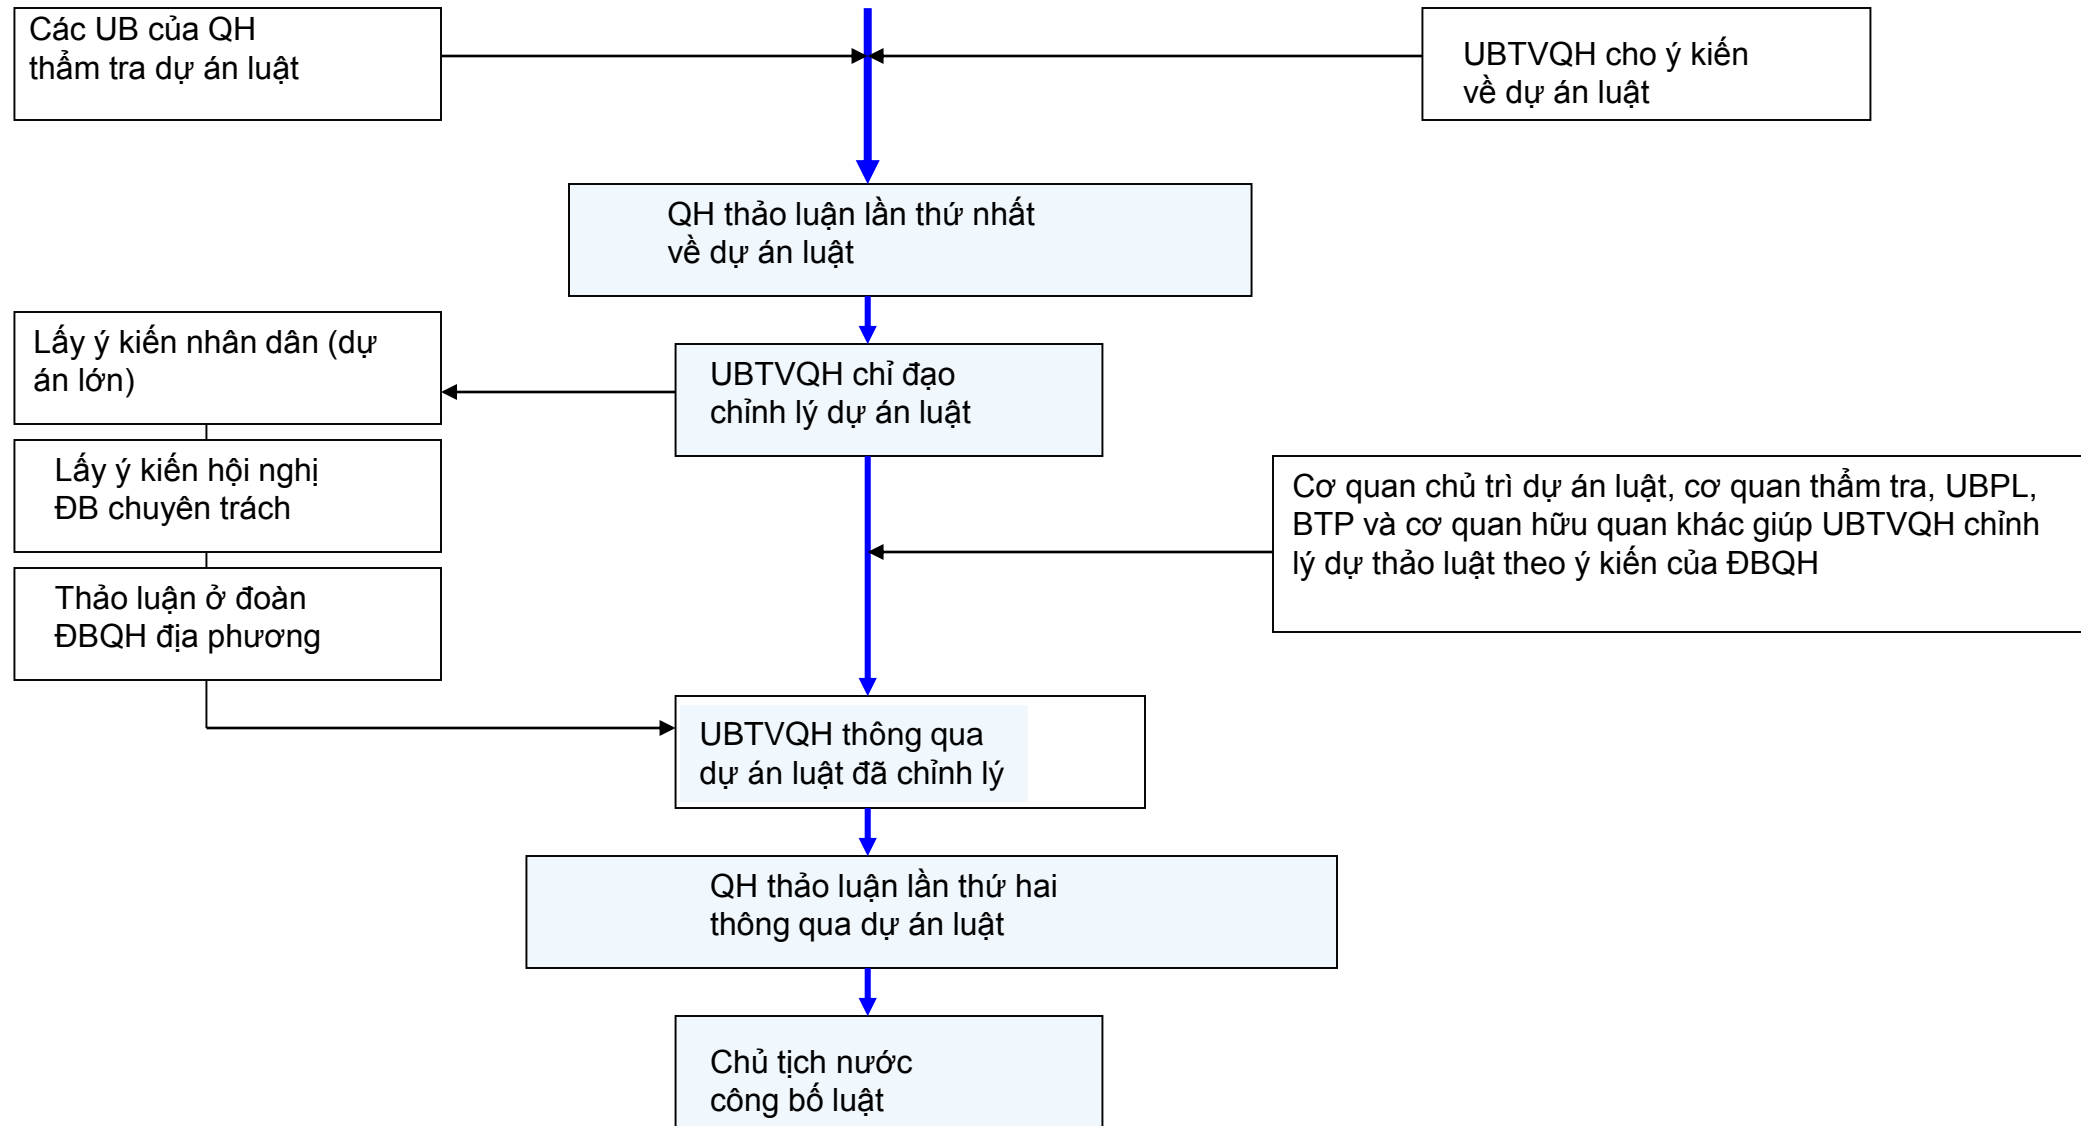 Các UB của QH
thẩm tra dự án luật
UBTVQH cho ý kiến
về dự án luật
QH thảo luận lần thứ nhất
về dự án luật
Lấy ý kiến nhân dân (dự
án lớn)
UBTVQH chỉ đạo
chỉnh lý dự án luật
Lấy ý kiến hội nghị
ĐB chuyên trách
Cơ quan chủ trì dự án luật, cơ quan thẩm tra, UBPL,
BTP và cơ quan hữu quan khác giúp UBTVQH chỉnh
lý dự thảo luật theo ý kiến của ĐBQH
Thảo luận ở đoàn
ĐBQH địa phương
UBTVQH thông qua
dự án luật đã chỉnh lý
QH thảo luận lần thứ hai
thông qua dự án luật
Chủ tịch nước
công bố luật